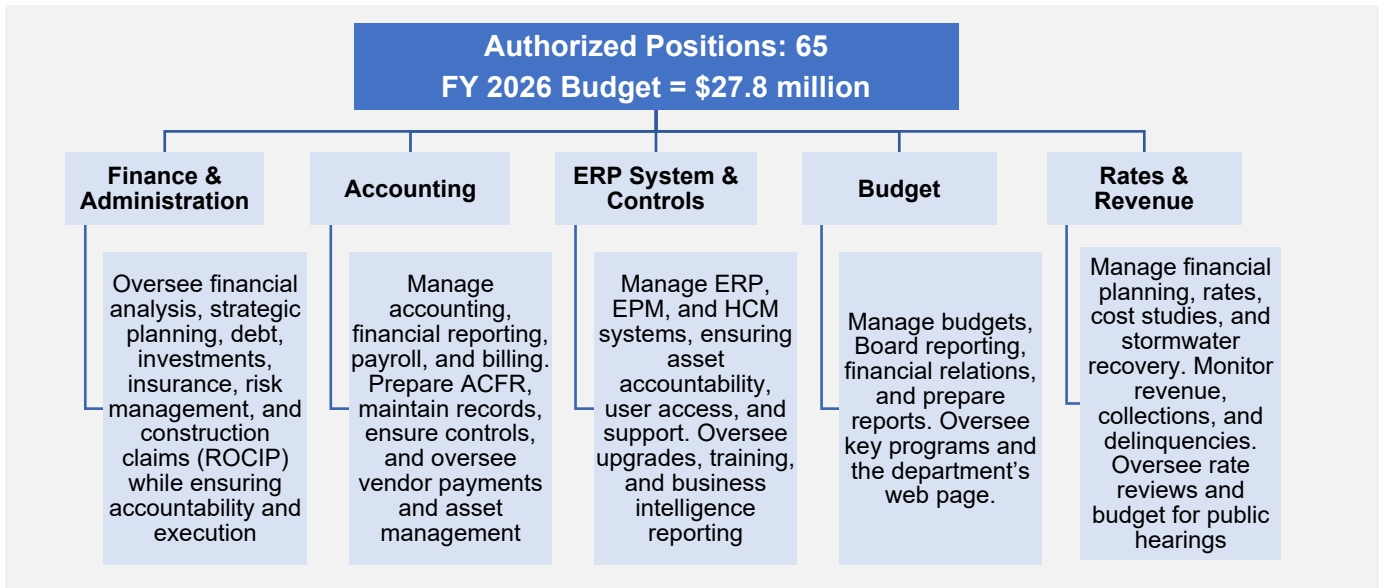 Authorized Positions: 65
FY 2026 Budget = $27.8 million
Finance &
Administration
Accounting
ERP System &
Controls
Budget
Rates &
Revenue
Oversee financial
analysis, strategic
planning, debt,
investments,
insurance, risk
management, and
construction
claims (ROCIP)
while ensuring
accountability and
execution
Manage
accounting,
financial reporting,
payroll, and billing.
Prepare ACFR,
maintain records,
ensure controls,
and oversee
vendor payments
and asset
management
Manage ERP,
EPM, and HCM
systems, ensuring
asset
accountability,
user access, and
support. Oversee
upgrades, training,
and business
intelligence
reporting
Manage budgets,
Board reporting,
financial relations,
and prepare
reports. Oversee
key programs and
the department’s
web page.
Manage financial
planning, rates,
cost studies, and
stormwater
recovery. Monitor
revenue,
collections, and
delinquencies.
Oversee rate
reviews and
budget for public
hearings